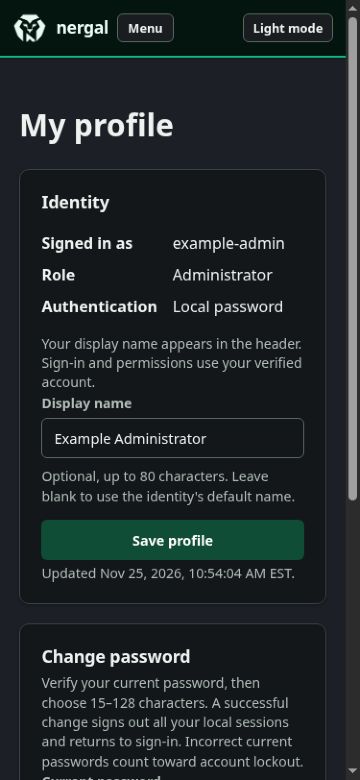 nergal
Menu
Light mode
My profile
Identity
Signed in as example-admin
Role Administrator
Authentication Local password
Your display name appears in the header.
Sign-in and permissions use your verified
account.
Display name
Example Administrator
Optional, up to 80 characters. Leave
blank to use the identity's default name.
Save profile
Updated Nov 25, 2026, 10:54:04 AM EST.
Change password
Verify your current password, then
choose 15–128 characters. A successful
change signs out all your local sessions
and returns to sign-in. Incorrect current
passwords count toward account lockout.
Current password